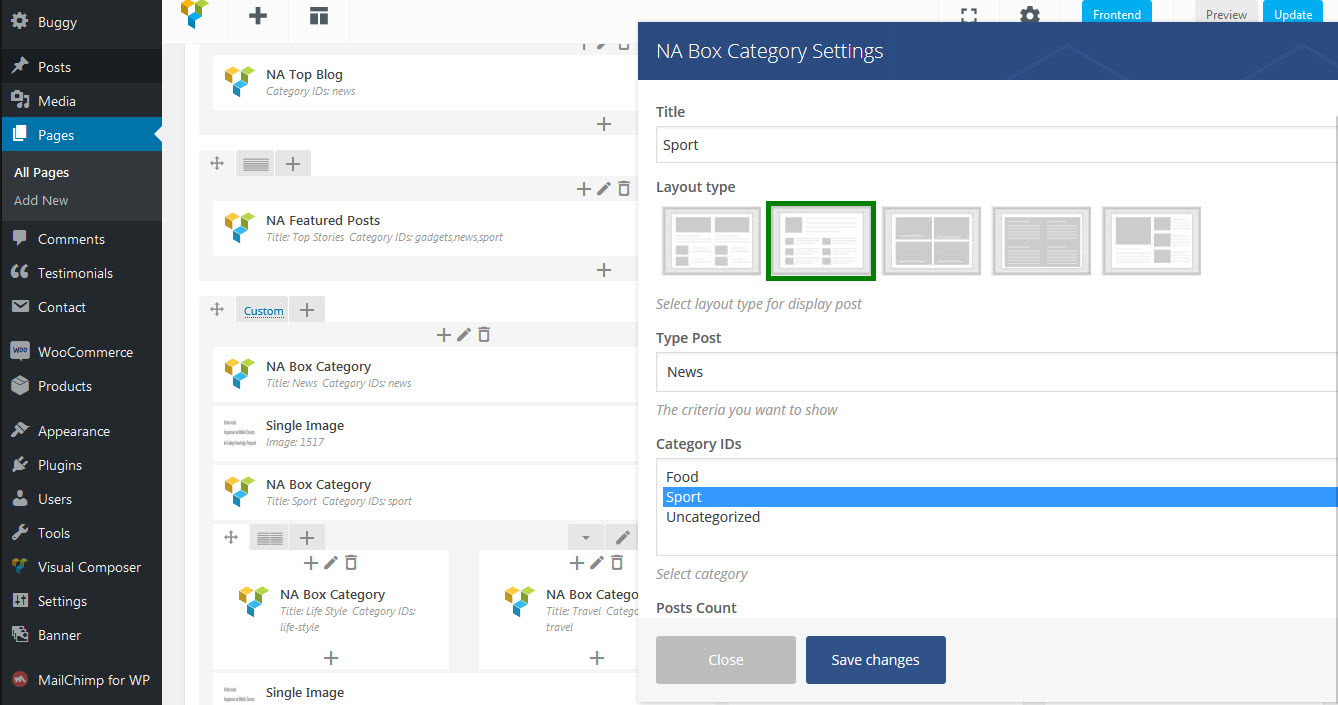 Buggy
Posts
Media
Pages
All Pages
Add New
Comments
Testimonials
Contact
WooCommerce
Products
Appearance
Plugins
Users
Tools
Visual Composer
Settings
Banner
MailChimp for WP
Frontend
Preview
Update
NA Top Blog
Category IDs: news
NA Featured Posts
Title: Top Stories Category IDs: gadgets,news,sport
Custom
NA Box Category
Title: News Category IDs: news
Single Image
Image: 1517
NA Box Category
Title: Sport Category IDs: sport
NA Box Category
Title: Life Style Category IDs:
life-style
NA Box Catego
Title: Travel Catego
travel
Single Image
NA Box Category Settings
Title
Sport
Layout type
Select layout type for display post
Type Post
News
The criteria you want to show
Category IDs
Food
Sport
Uncategorized
Select category
Posts Count
Close
Save changes